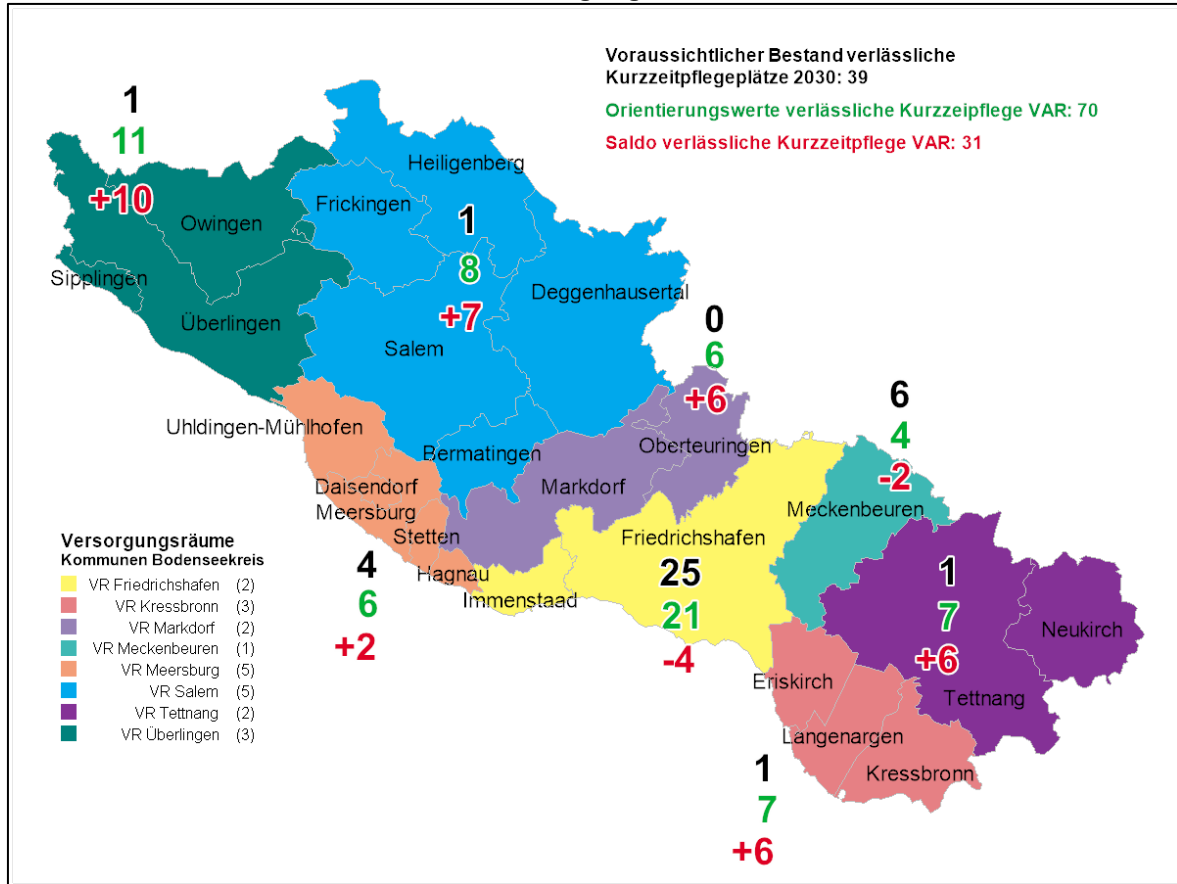 Voraussichtlicher Bestand verlässliche
Kurzzeitpflegeplätze 2030: 39
Orientierungswerte verlässliche Kurzzeipflege VAR: 70
Saldo verlässliche Kurzzeitpflege VAR: 31
1
11
+10
Owingen
Sipplingen
Überlingen
Heiligenberg
Frickingen
1
8
+7
Deggenhausertal
Salem
Bermatingen
0
6
+6
Oberteuringen
Markdorf
Uhldingen-Mühlhofen
Daisendorf
Meersburg
Stetten
Hagnau
4
6
+2
Immenstaad
Friedrichshafen
25
21
-4
6
4
-2
Meckenbeuren
1
7
+6
Neukirch
Tettnang
Eriskirch
Langenargen
Kressbronn
1
7
+6
Versorgungsräume
Kommunen Bodenseekreis
VR Friedrichshafen (2)
VR Kressbronn (3)
VR Markdorf (2)
VR Meckenbeuren (1)
VR Meersburg (5)
VR Salem (5)
VR Tettnang (2)
VR Überlingen (3)